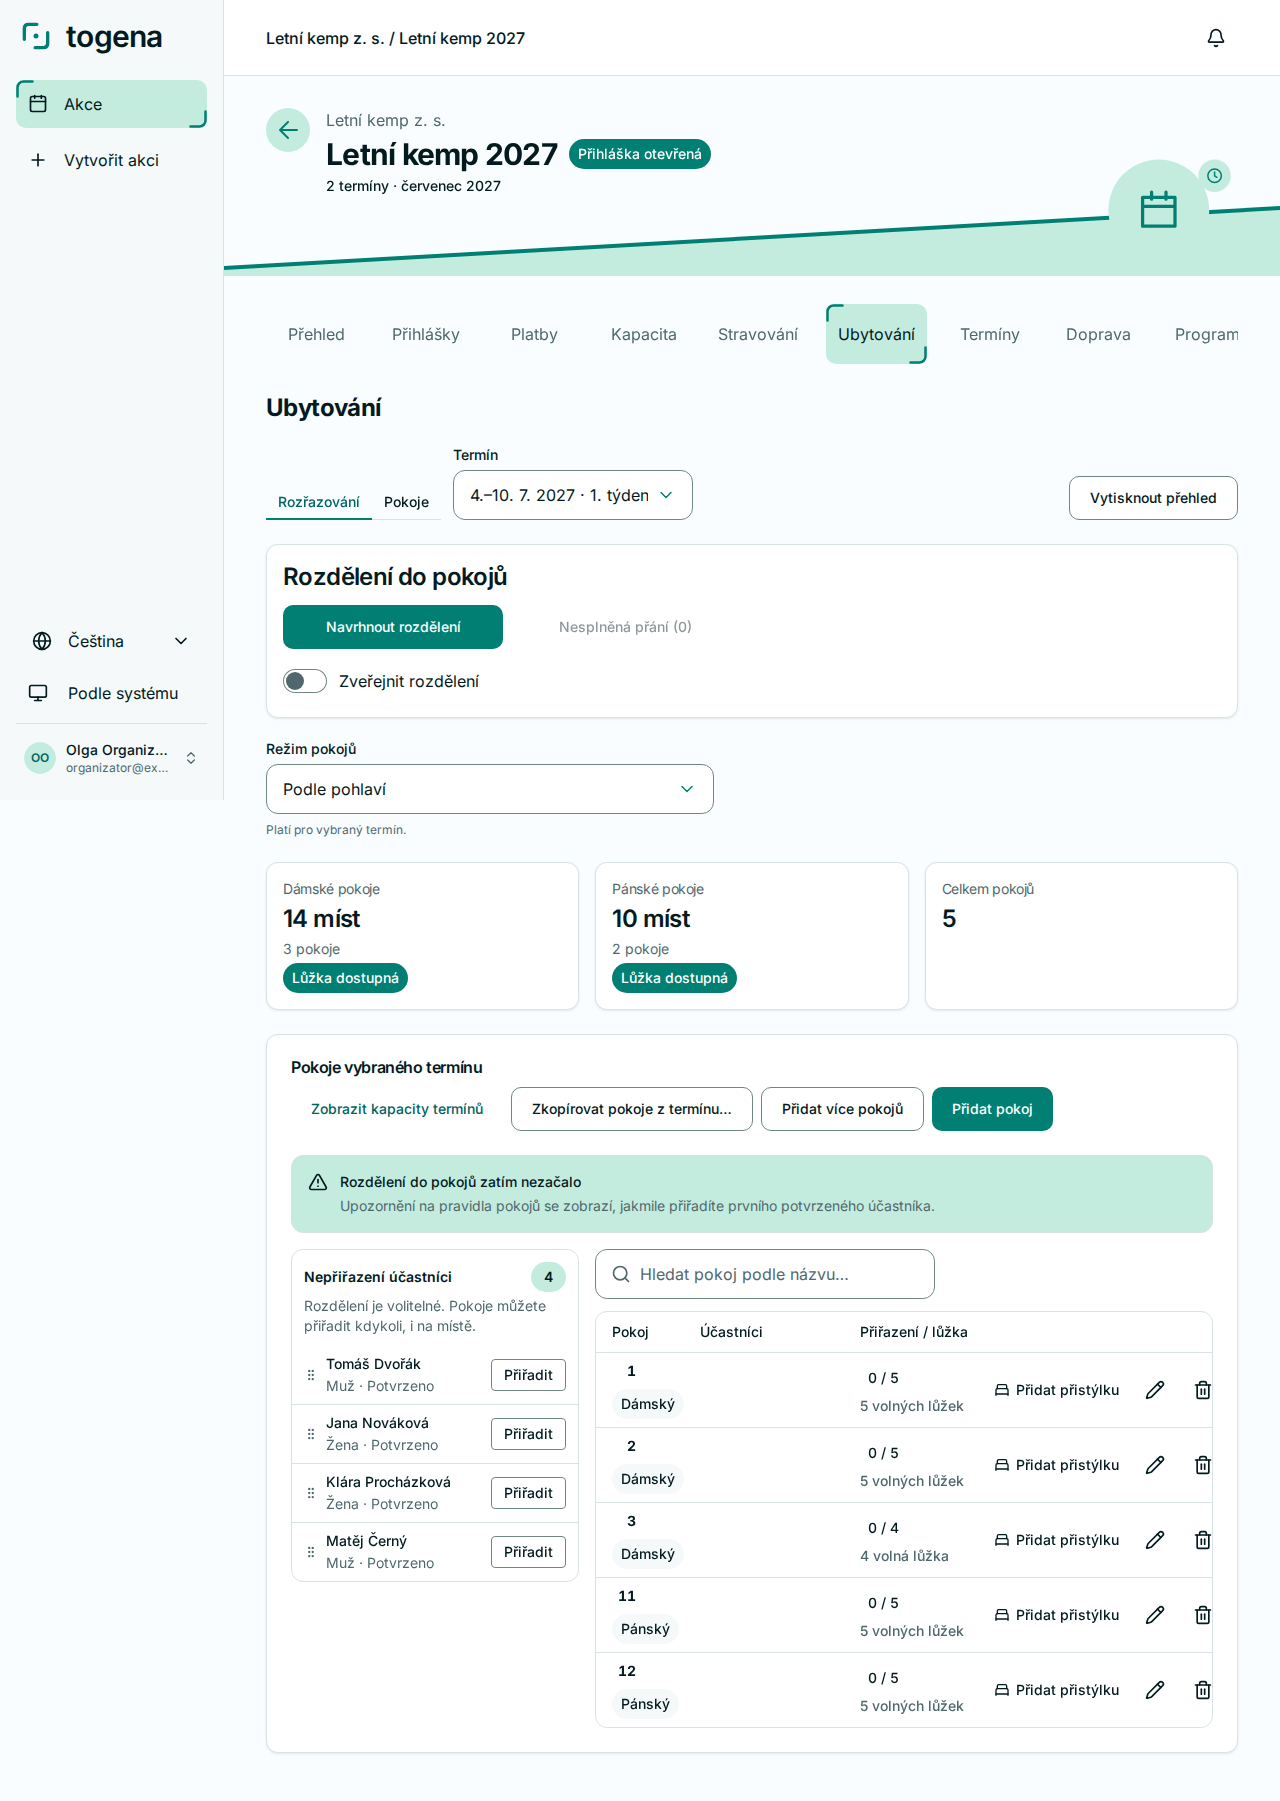 togena
Akce
Vytvořit akci
Čeština
Podle systému
OO
Olga Organiz...
organizator@ex...
Letní kemp z. s. / Letní kemp 2027
Letní kemp z. s.
Letní kemp 2027
Přihláška otevřená
2 termíny · červenec 2027
Přehled
Přihlášky
Platby
Kapacita
Stravování
Ubytování
Termíny
Doprava
Program
Ubytování
Rozřazování
Pokoje
Termín
4.–10. 7. 2027 · 1. týden
Vytisknout přehled
Rozdělení do pokojů
Navrhnout rozdělení
Nesplněná přání (0)
Zveřejnit rozdělení
Režim pokojů
Podle pohlaví
Platí pro vybraný termín.
Dámské pokoje
14 míst
3 pokoje
Lůžka dostupná
Pánské pokoje
10 míst
2 pokoje
Lůžka dostupná
Celkem pokojů
5
Pokoje vybraného termínu
Zobrazit kapacity termínů
Zkopírovat pokoje z termínu...
Přidat více pokojů
Přidat pokoj
Rozdělení do pokojů zatím nezačalo
Upozornění na pravidla pokojů se zobrazí, jakmile přiřadíte prvního potvrzeného účastníka.
Nepřiřazení účastníci
4
Rozdělení je volitelné. Pokoje můžete
přiřadit kdykoli, i na místě.
Tomáš Dvořák
Muž · Potvrzeno
Přiřadit
Jana Nováková
Žena · Potvrzeno
Přiřadit
Klára Procházková
Žena · Potvrzeno
Přiřadit
Matěj Černý
Muž · Potvrzeno
Přiřadit
Hledat pokoj podle názvu...
Pokoj
Účastníci
Přiřazení / lůžka
1
Dámský
0 / 5
5 volných lůžek
Přidat přistýlku
2
Dámský
0 / 5
5 volných lůžek
Přidat přistýlku
3
Dámský
0 / 4
4 volná lůžka
Přidat přistýlku
11
Pánský
0 / 5
5 volných lůžek
Přidat přistýlku
12
Pánský
0 / 5
5 volných lůžek
Přidat přistýlku